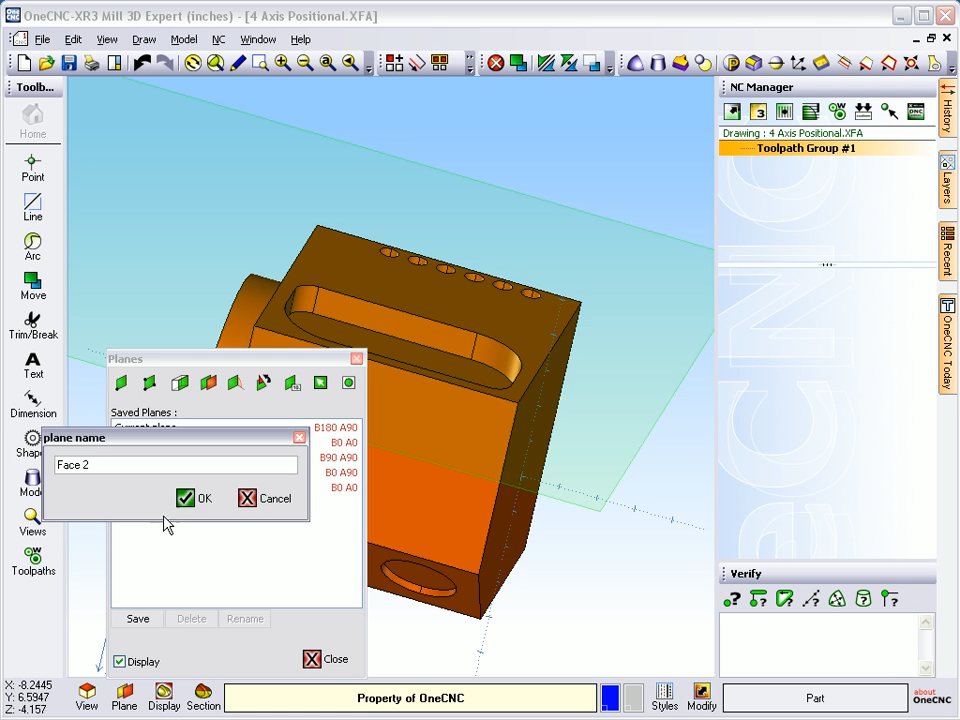 OneCNC-XR3 Mill 3D Expert (inches) - [4 Axis Positional.XFA]
File Edit View Draw Model NC Window Help
Toolb...
Home
Point
Line
Arc
Move
Trim/Break
Text
Dimension
Shap
Mode
Views
Toolpaths
Planes
Saved Planes :
B180 A90
B0 A0
B90 A90
B0 A90
B0 A0
plane name
Face 2
OK Cancel
Save Delete Rename
Display
Close
NC Manager
Drawing : 4 Axis Positional.XFA
Toolpath Group #1
History
Layers
Recent
OneCNC Today
Verify
X: -8.2445
Y: 6.5947
Z: -4.157
View Plane Display Section
Property of OneCNC
Styles Modify
Part
about
OneCNC